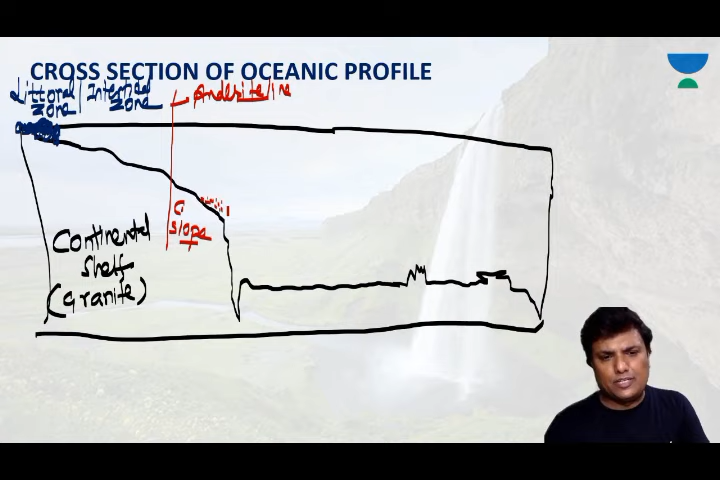 CROSS SECTION OF OCEANIC PROFILE
Littoral / Intertidal
zone zone
Andesite line
C
slope
Continental
Shelf
(Granite)